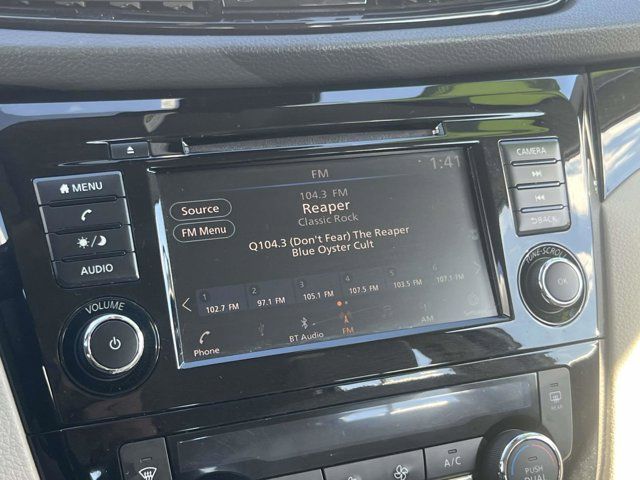 FM
1:41
104.3 FM
Reaper
Classic Rock
Source
FM Menu
Q104.3 (Don't Fear) The Reaper
Blue Oyster Cult
1 2 3 4 5 6
102.7 FM 97.1 FM 105.1 FM 107.5 FM 103.5 FM 107.1 FM
Phone BT Audio FM AM Settings
MENU
AUDIO
VOLUME
CAMERA
BACK
TUNE-SCROLL
OK
REAR
A/C
PUSH
DUAL